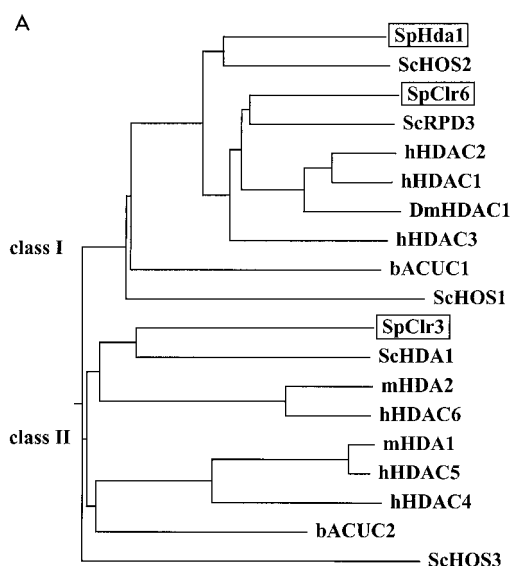 A
SpHda1
ScHOS2
SpClr6
ScRPD3
hHDAC2
hHDAC1
DmHDAC1
hHDAC3
class I
bACUC1
ScHOS1
SpClr3
ScHDA1
mHDA2
hHDAC6
class II
mHDA1
hHDAC5
hHDAC4
bACUC2
ScHOS3